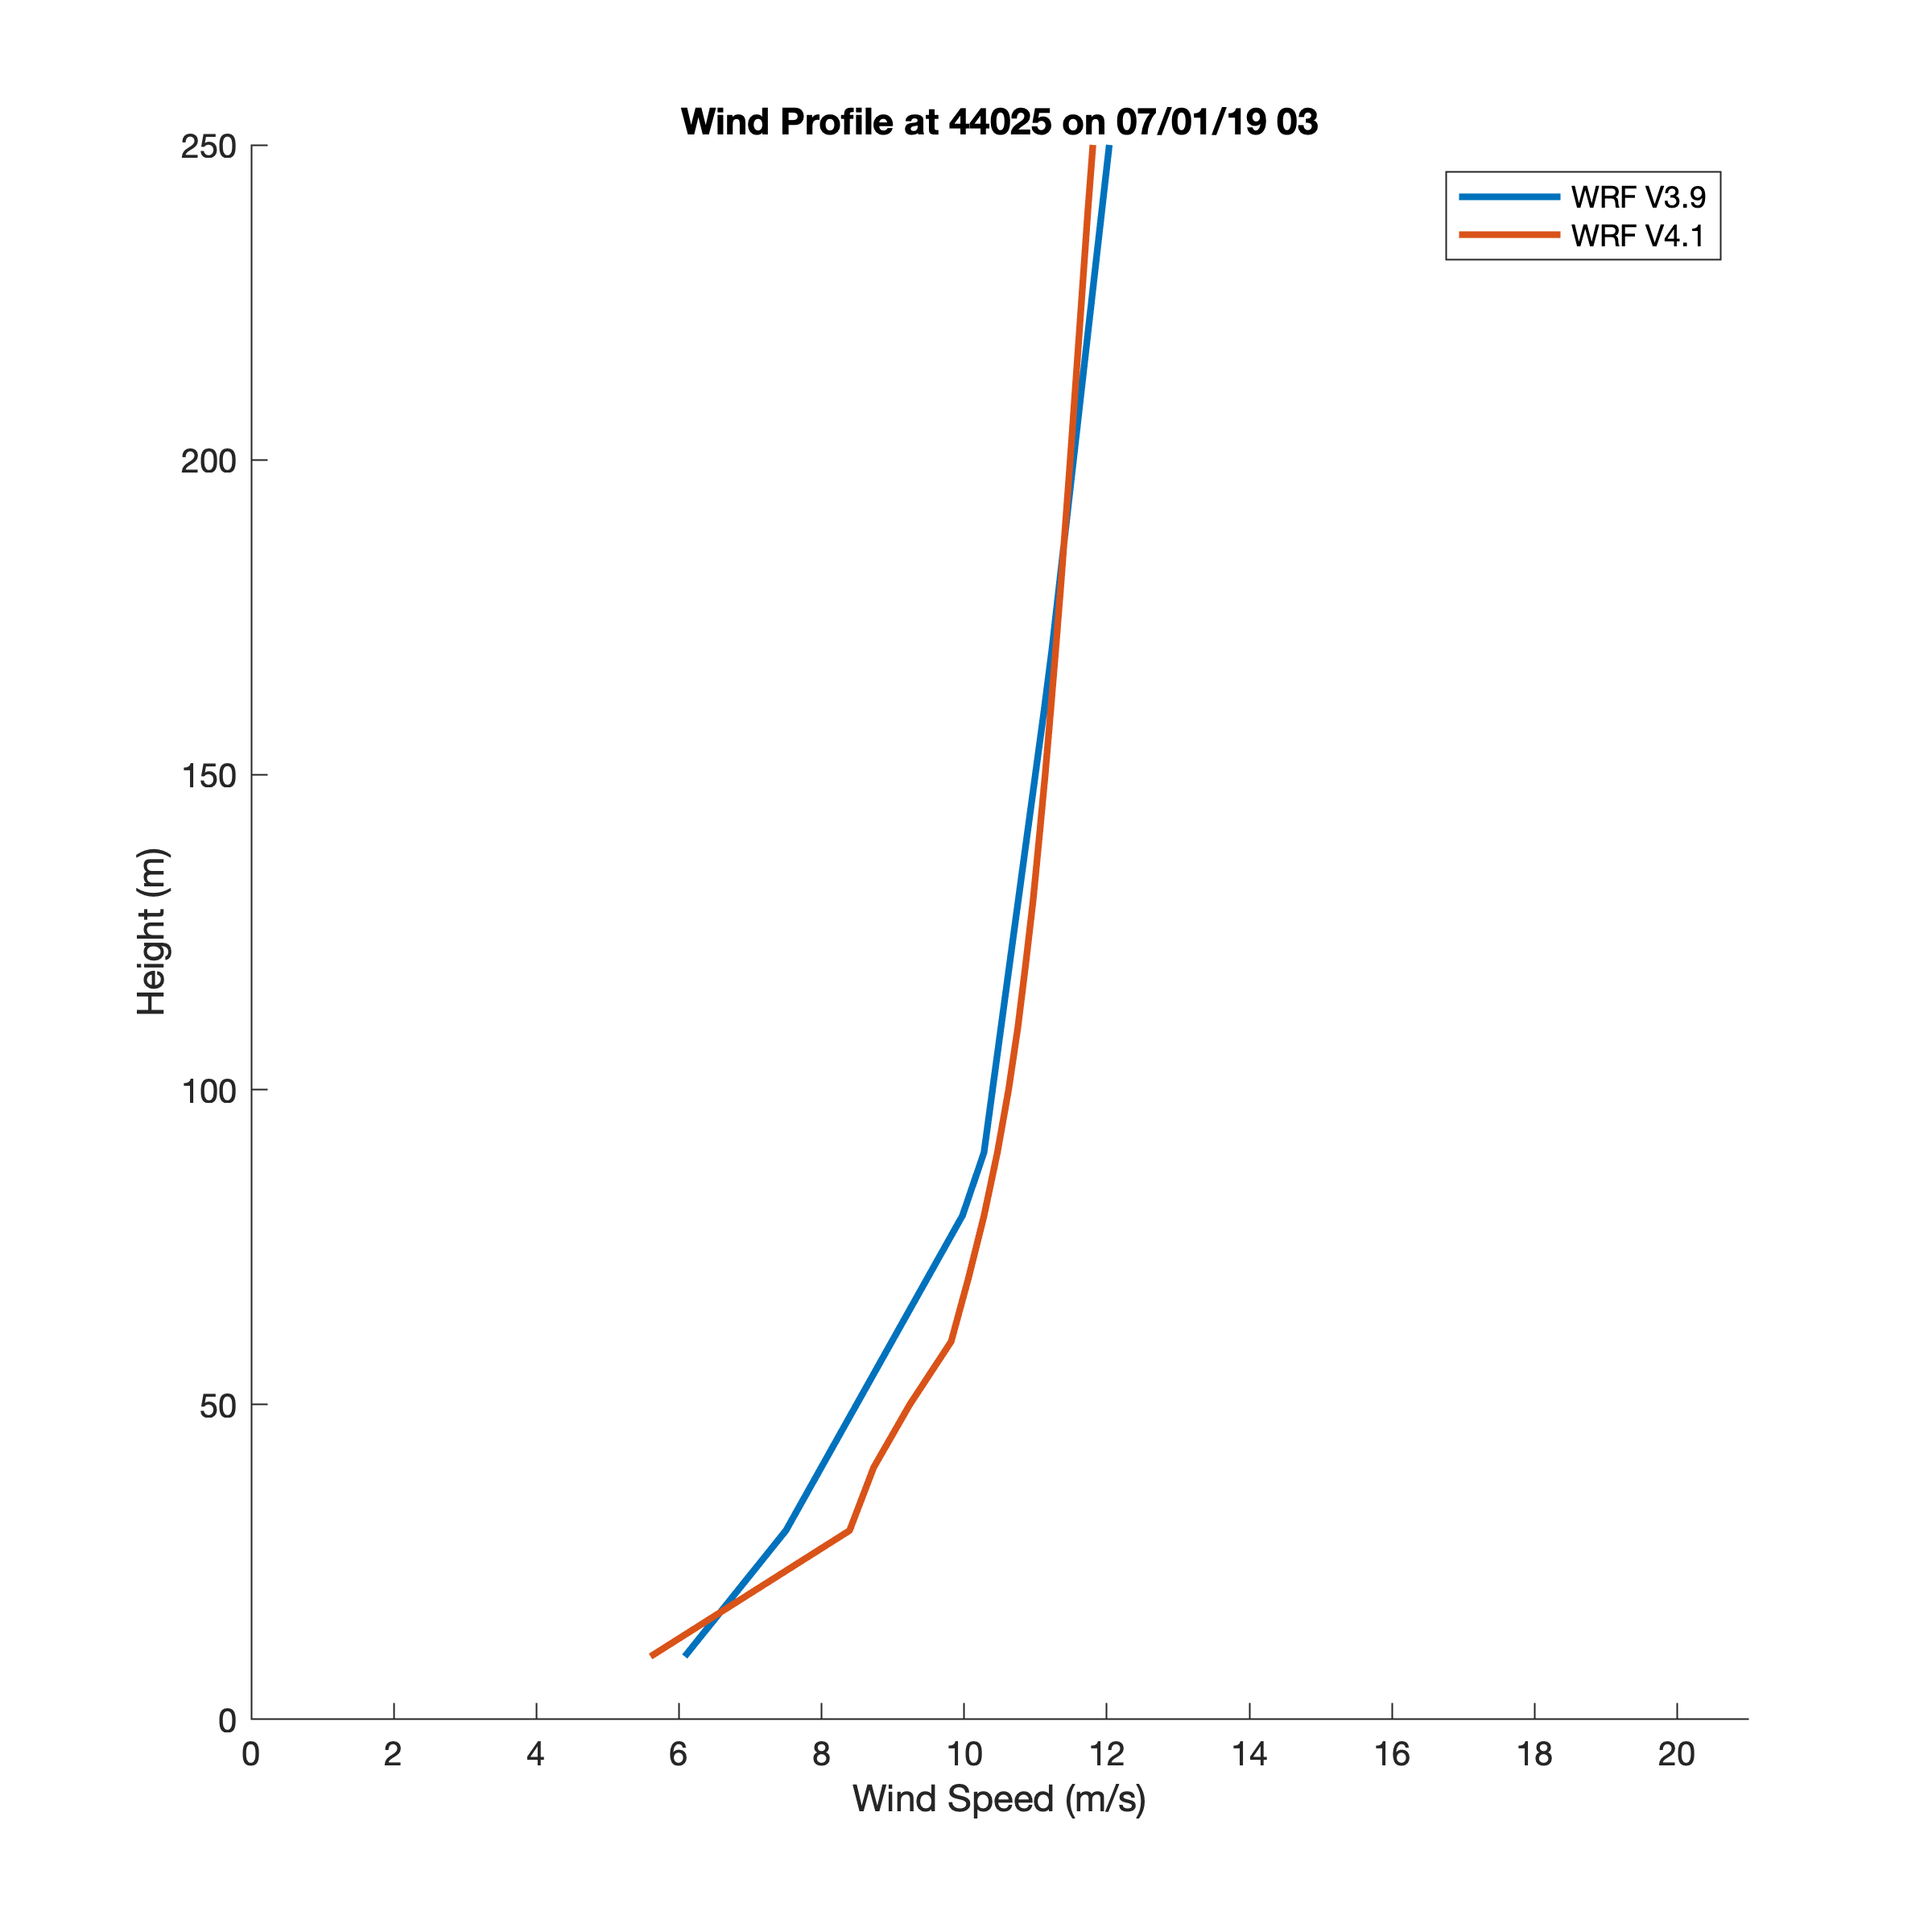 Wind Profile at 44025 on 07/01/19 03
WRF V3.9
WRF V4.1
250
200
150
100
50
0
Height (m)
0 2 4 6 8 10 12 14 16 18 20
Wind Speed (m/s)